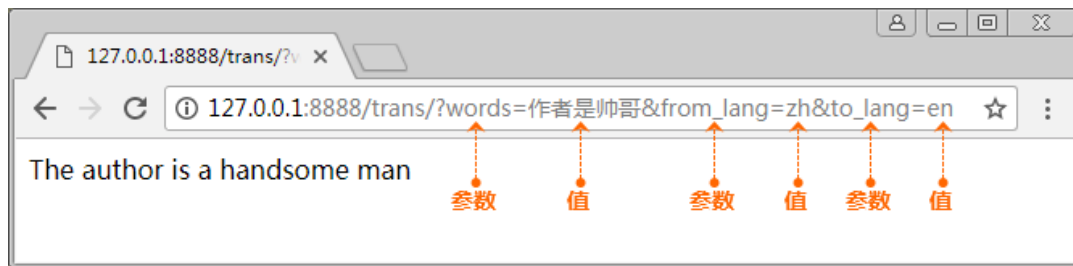 127.0.0.1:8888/trans/?v
127.0.0.1:8888/trans/?words=作者是帅哥&from_lang=zh&to_lang=en
The author is a handsome man
参数 值 参数 值 参数 值